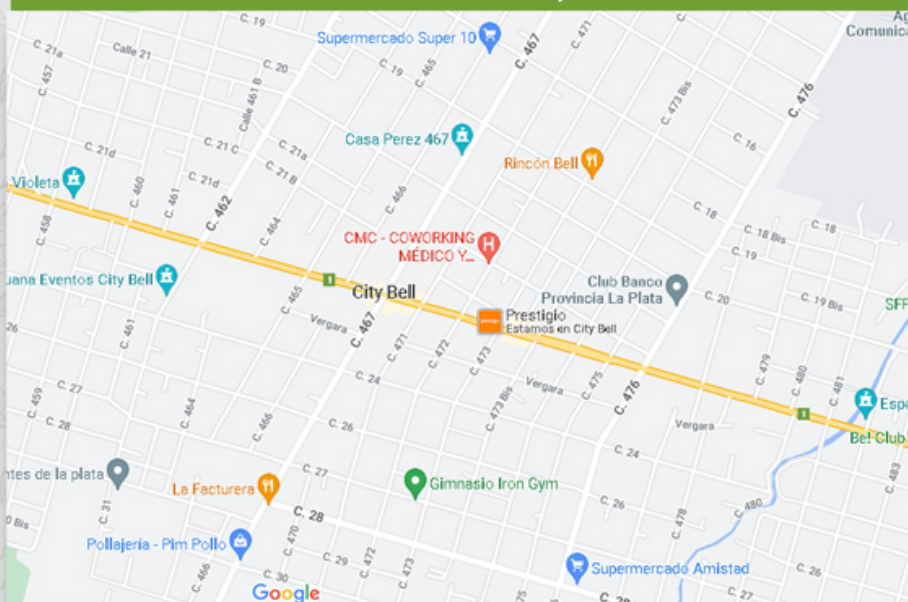 C. 19
Supermercado Super 10
C. 467
C. 471
C. 21a
Calle 21
C. 20
C. 19
C. 465
C. 457
Calle 461 B
C. 473 Bis
C. 476
Casa Perez 467
C. 16
C. 21d
C. 21 C
C. 21a
Rincón Bell
C. 21 B
Violeta
C. 460
C. 461
C. 21d
C. 466
C. 462
C. 18
C. 458
C. 464
CMC - COWORKING
MÉDICO Y...
C. 18 Bis
C. 18
C. 19
uana Eventos City Bell
1
City Bell
Club Banco
Provincia La Plata
C. 20
C. 19 Bis
C. 465
SFF
Prestigio
Estamos en City Bell
26
C. 461
Vergara
C. 467
C. 471
C. 472
C. 473
C. 479
C. 480
C. 481
C. 27
C. 24
Vergara
C. 475
C. 476
C. 459
C. 464
C. 473 Bis
1
Espa
C. 28
C. 466
C. 26
Vergara
Bel Club
C. 24
ntes de la plata
C. 27
C. 483
La Facturera
Gimnasio Iron Gym
C. 31
C. 28
C. 26
C. 478
C. 480
0 Bis
Pollajería - Pim Pollo
C. 470
C. 29
C. 472
C. 473
C. 466
C. 30
Supermercado Amistad
C. 26
Google
75
C. 28
C. 27